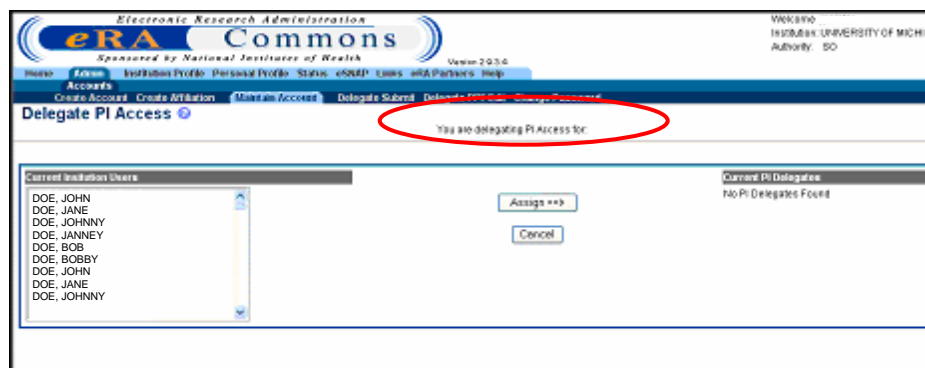 Electronic Research Administration
eRA Commons
Sponsored by National Institutes of Health
Version 2.9.3.6
Welcome
Institution: UNIVERSITY OF MICHI
Authority: SO
Home Admin Institution Profile Personal Profile Status eSNAP Links eRA Partners Help
Accounts
Create Account Create Affiliation Maintain Account Delegate Submit Delegate Change Password
Delegate PI Access
You are delegating PI Access for:
Current Institution Users
Current PI Delegates
No PI Delegates Found
DOE, JOHN
DOE, JANE
DOE, JOHNNY
DOE, JANNEY
DOE, BOB
DOE, BOBBY
DOE, JOHN
DOE, JANE
DOE, JOHNNY
Assign ==>
Cancel